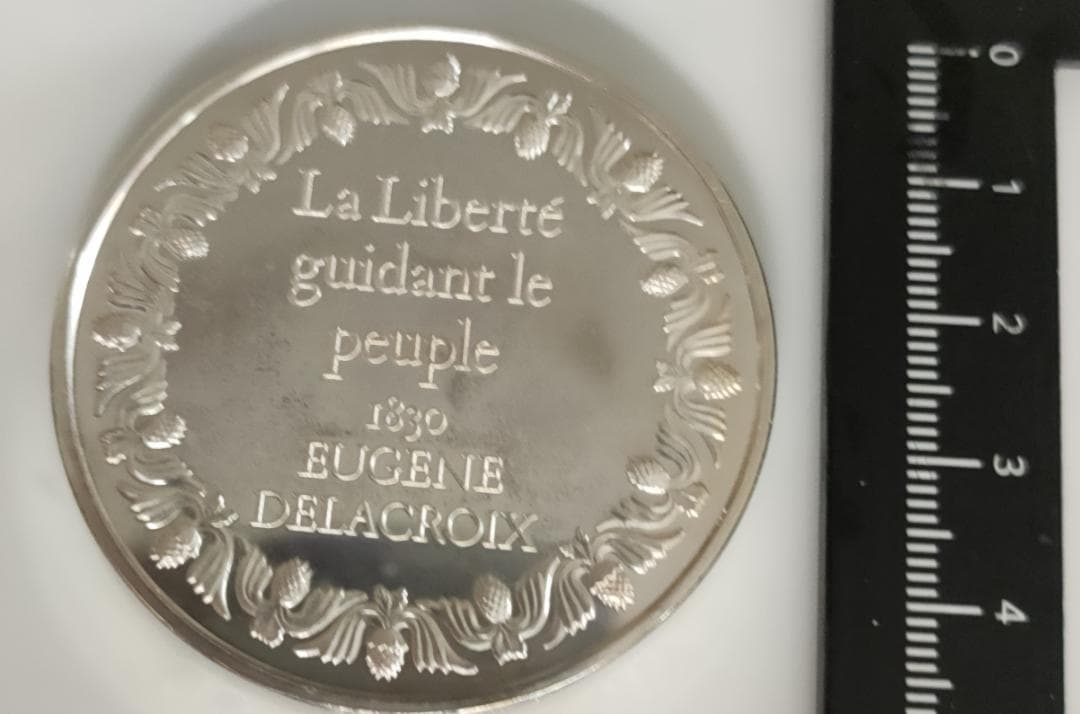 La Liberté
guidant le
peuple
1830
EUGENE
DELACROIX
0
1
2
3
4